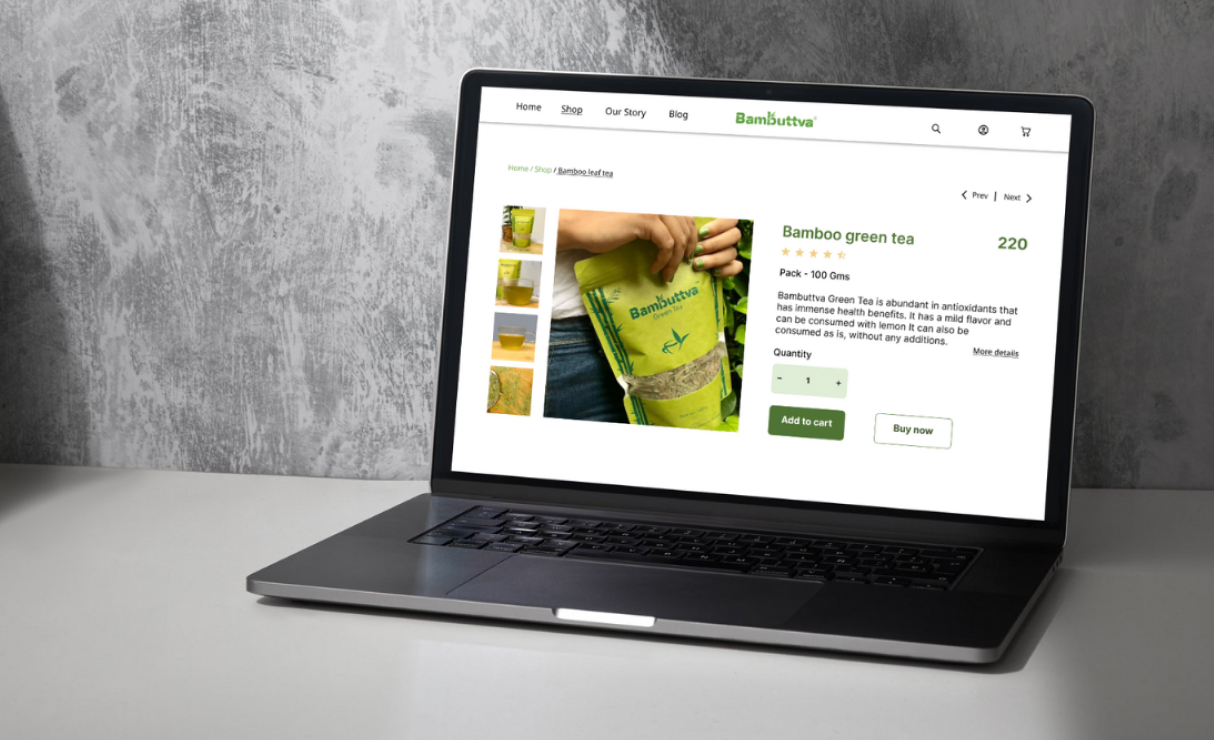 Home Shop Our Story Blog Bambuttva
Home / Shop / Bamboo leaf tea
Prev | Next
Bambuttva
Green Tea
Bamboo green tea 220
Pack - 100 Gms
Bambuttva Green Tea is abundant in antioxidants that
has immense health benefits. It has a mild flavor and
can be consumed with lemon It can also be
consumed as is, without any additions.
More details
Quantity
- 1 +
Add to cart Buy now